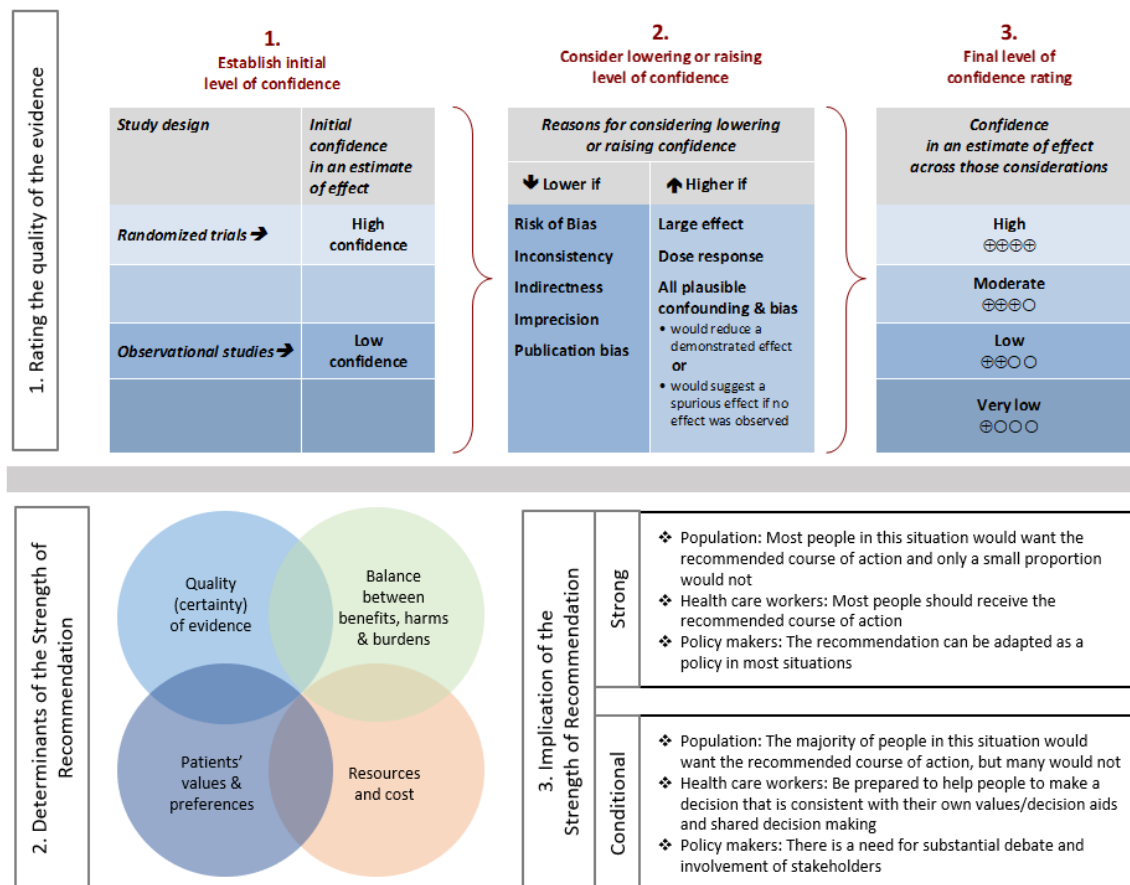 1. Rating the quality of the evidence
1.
Establish initial
level of confidence
Study design
Initial
confidence
in an estimate
of effect
Randomized trials ➔
High
confidence
Observational studies ➔
Low
confidence
2.
Consider lowering or raising
level of confidence
Reasons for considering lowering
or raising confidence
🡇 Lower if
🡅 Higher if
Risk of Bias
Inconsistency
Indirectness
Imprecision
Publication bias
Large effect
Dose response
All plausible
confounding & bias
• would reduce a
demonstrated effect
or
• would suggest a
spurious effect if no
effect was observed
3.
Final level of
confidence rating
Confidence
in an estimate of effect
across those considerations
High
⊕⊕⊕⊕
Moderate
⊕⊕⊕○
Low
⊕⊕○○
Very low
⊕○○○
2. Determinants of the Strength of
Recommendation
Quality
(certainty)
of evidence
Balance
between
benefits, harms
& burdens
Patients’
values &
preferences
Resources
and cost
3. Implication of the
Strength of Recommendation
Strong
❖ Population: Most people in this situation would want the
recommended course of action and only a small proportion
would not
❖ Health care workers: Most people should receive the
recommended course of action
❖ Policy makers: The recommendation can be adapted as a
policy in most situations
Conditional
❖ Population: The majority of people in this situation would
want the recommended course of action, but many would not
❖ Health care workers: Be prepared to help people to make a
decision that is consistent with their own values/decision aids
and shared decision making
❖ Policy makers: There is a need for substantial debate and
involvement of stakeholders